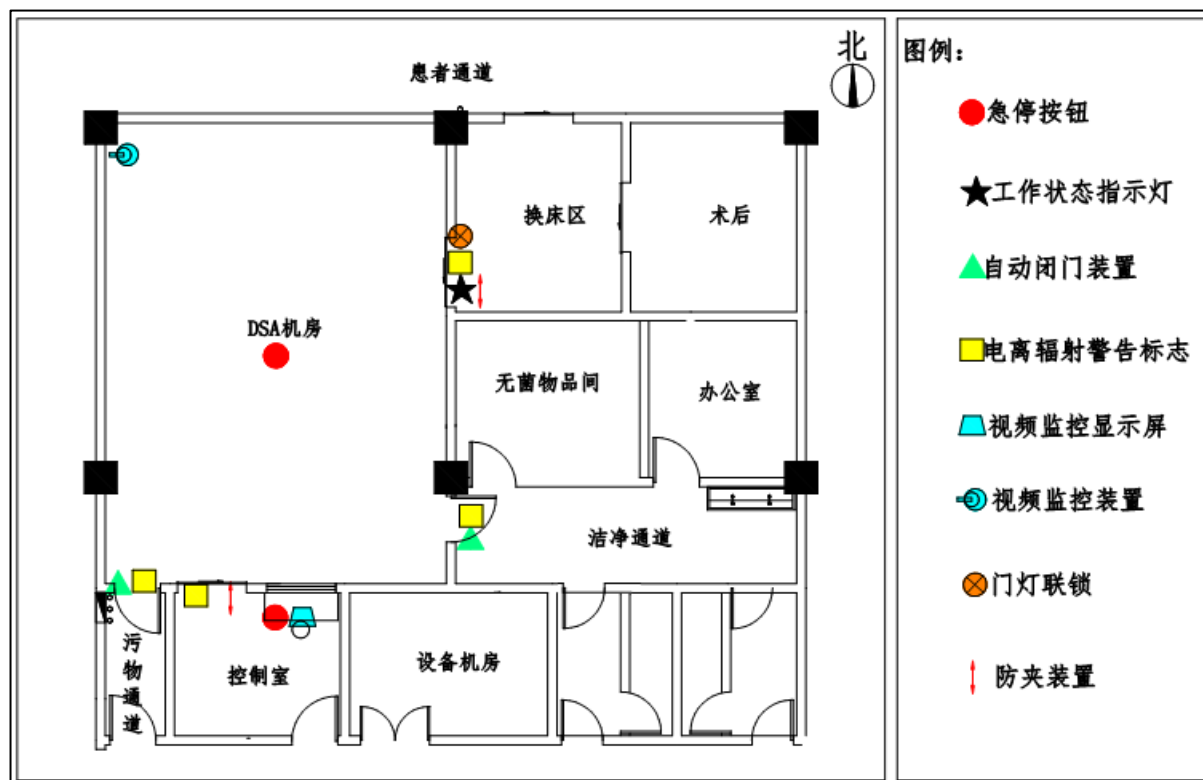 患者通道
北
换床区
术后
DSA机房
无菌物品间
办公室
洁净通道
污物通道
控制室
设备机房
图例：
急停按钮
工作状态指示灯
自动闭门装置
电离辐射警告标志
视频监控显示屏
视频监控装置
门灯联锁
防夹装置